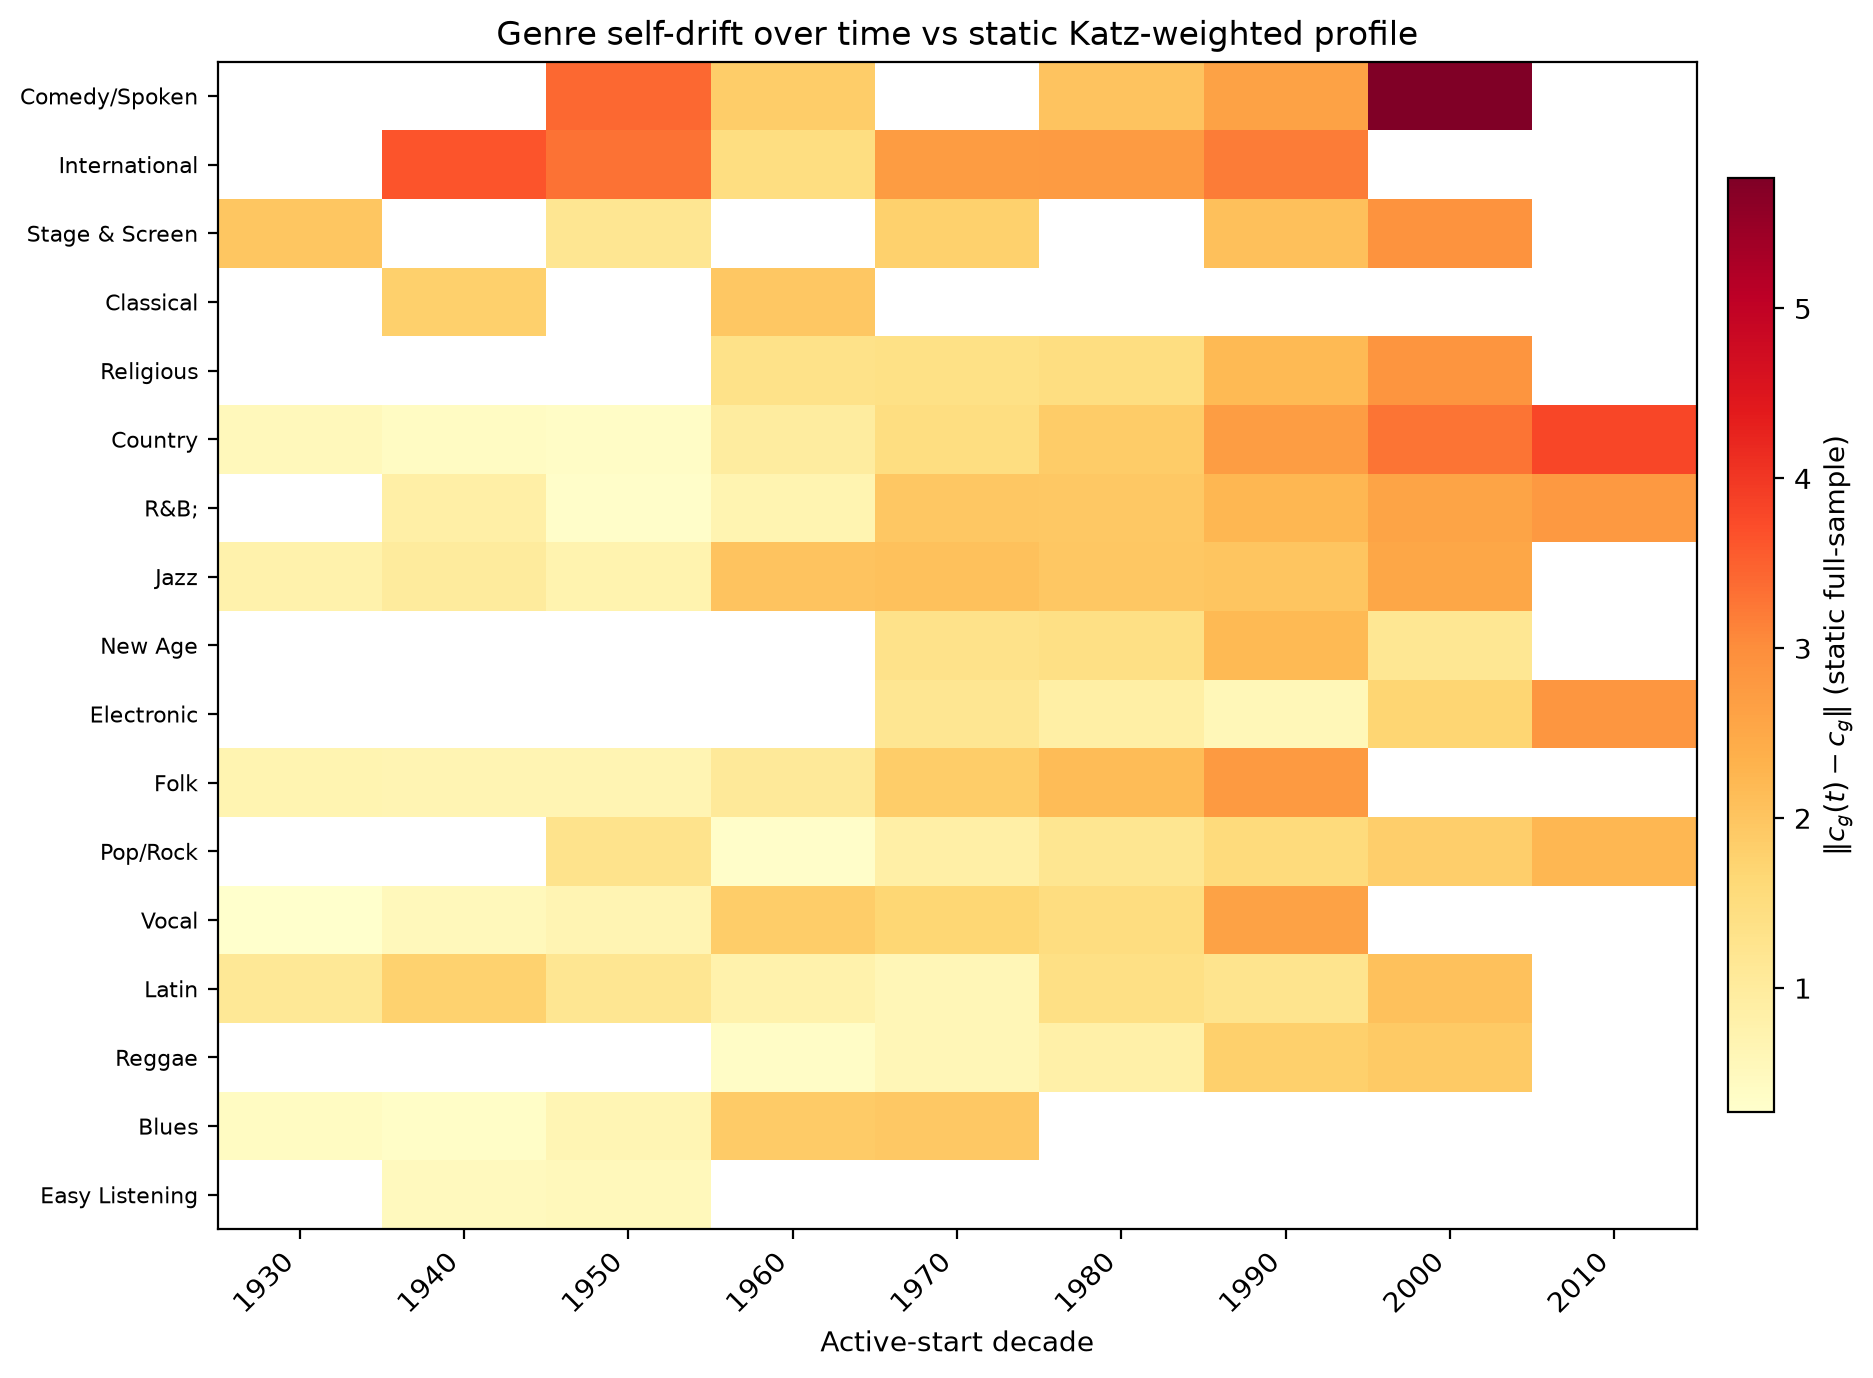 Genre self-drift over time vs static Katz-weighted profile
Comedy/Spoken
International
Stage & Screen
Classical
Religious
Country
R&B;
Jazz
New Age
Electronic
Folk
Pop/Rock
Vocal
Latin
Reggae
Blues
Easy Listening
1930
1940
1950
1960
1970
1980
1990
2000
2010
Active-start decade
5
4
3
2
1
‖c_g(t) − c_g‖ (static full-sample)